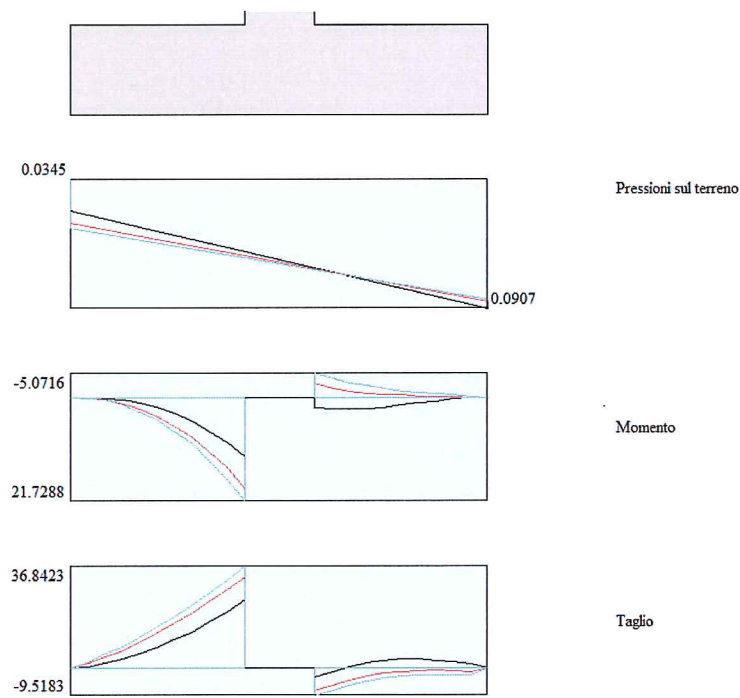 0.0345
Pressioni sul terreno
0.0907
-5.0716
Momento
21.7288
36.8423
Taglio
-9.5183